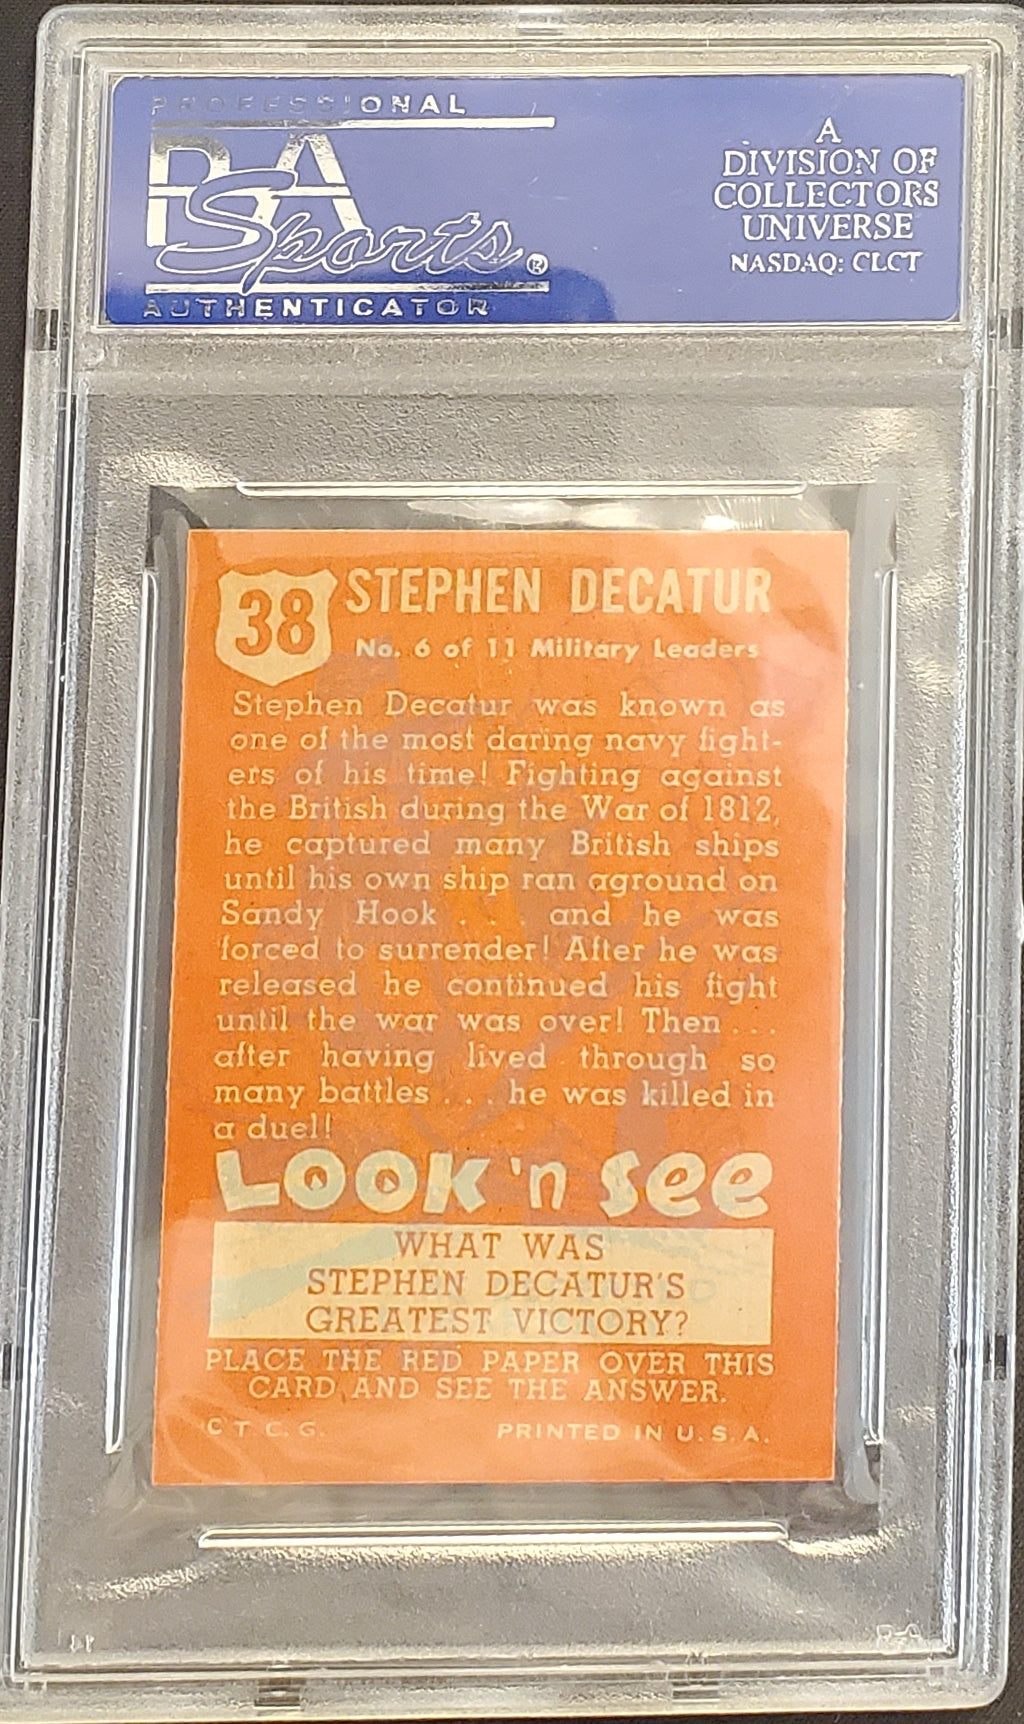 PROFESSIONAL
PSA
Sports®
AUTHENTICATOR
A
DIVISION OF
COLLECTORS
UNIVERSE
NASDAQ: CLCT
38
STEPHEN DECATUR
No. 6 of 11 Military Leaders
Stephen Decatur was known as
one of the most daring navy fight-
ers of his time! Fighting against
the British during the War of 1812,
he captured many British ships
until his own ship ran aground on
Sandy Hook . . . and he was
forced to surrender! After he was
released he continued his fight
until the war was over! Then . . .
after having lived through so
many battles . . . he was killed in
a duel!
LOOK 'n See
WHAT WAS
STEPHEN DECATUR'S
GREATEST VICTORY?
PLACE THE RED PAPER OVER THIS
CARD AND SEE THE ANSWER.
© T. C. G. PRINTED IN U. S. A.